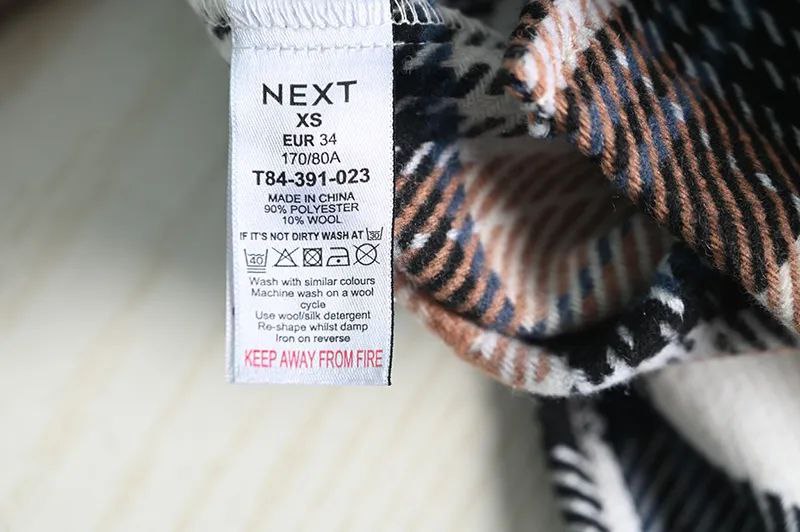 NEXT
XS
EUR 34
170/80A
T84-391-023
MADE IN CHINA
90% POLYESTER
10% WOOL
IF IT'S NOT DIRTY WASH AT 30
40
Wash with similar colours
Machine wash on a wool
cycle
Use wool/silk detergent
Re-shape whilst damp
Iron on reverse
KEEP AWAY FROM FIRE